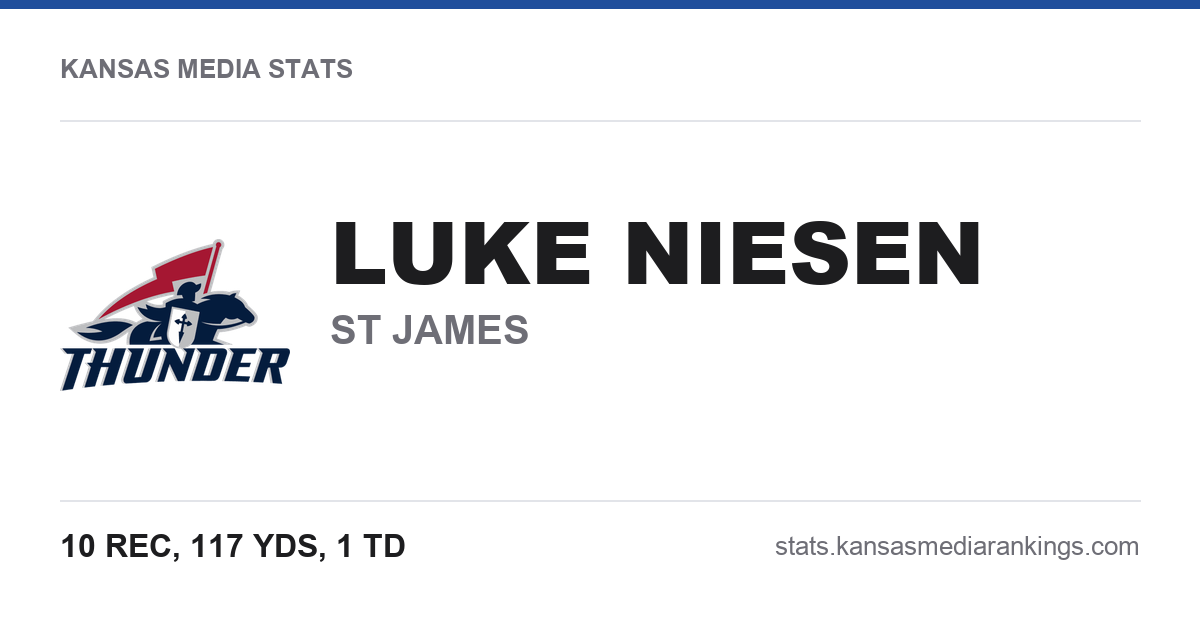 KANSAS MEDIA STATS
LUKE NIESEN
ST JAMES
THUNDER
10 REC, 117 YDS, 1 TD
stats.kansasmediarankings.com